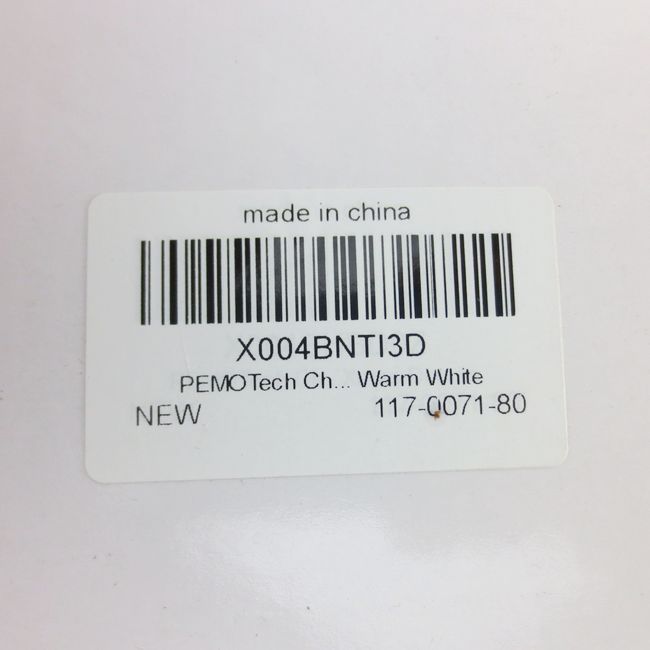 made in china
X004BNTI3D
PEMOTech Ch... Warm White
NEW 117-0071-80